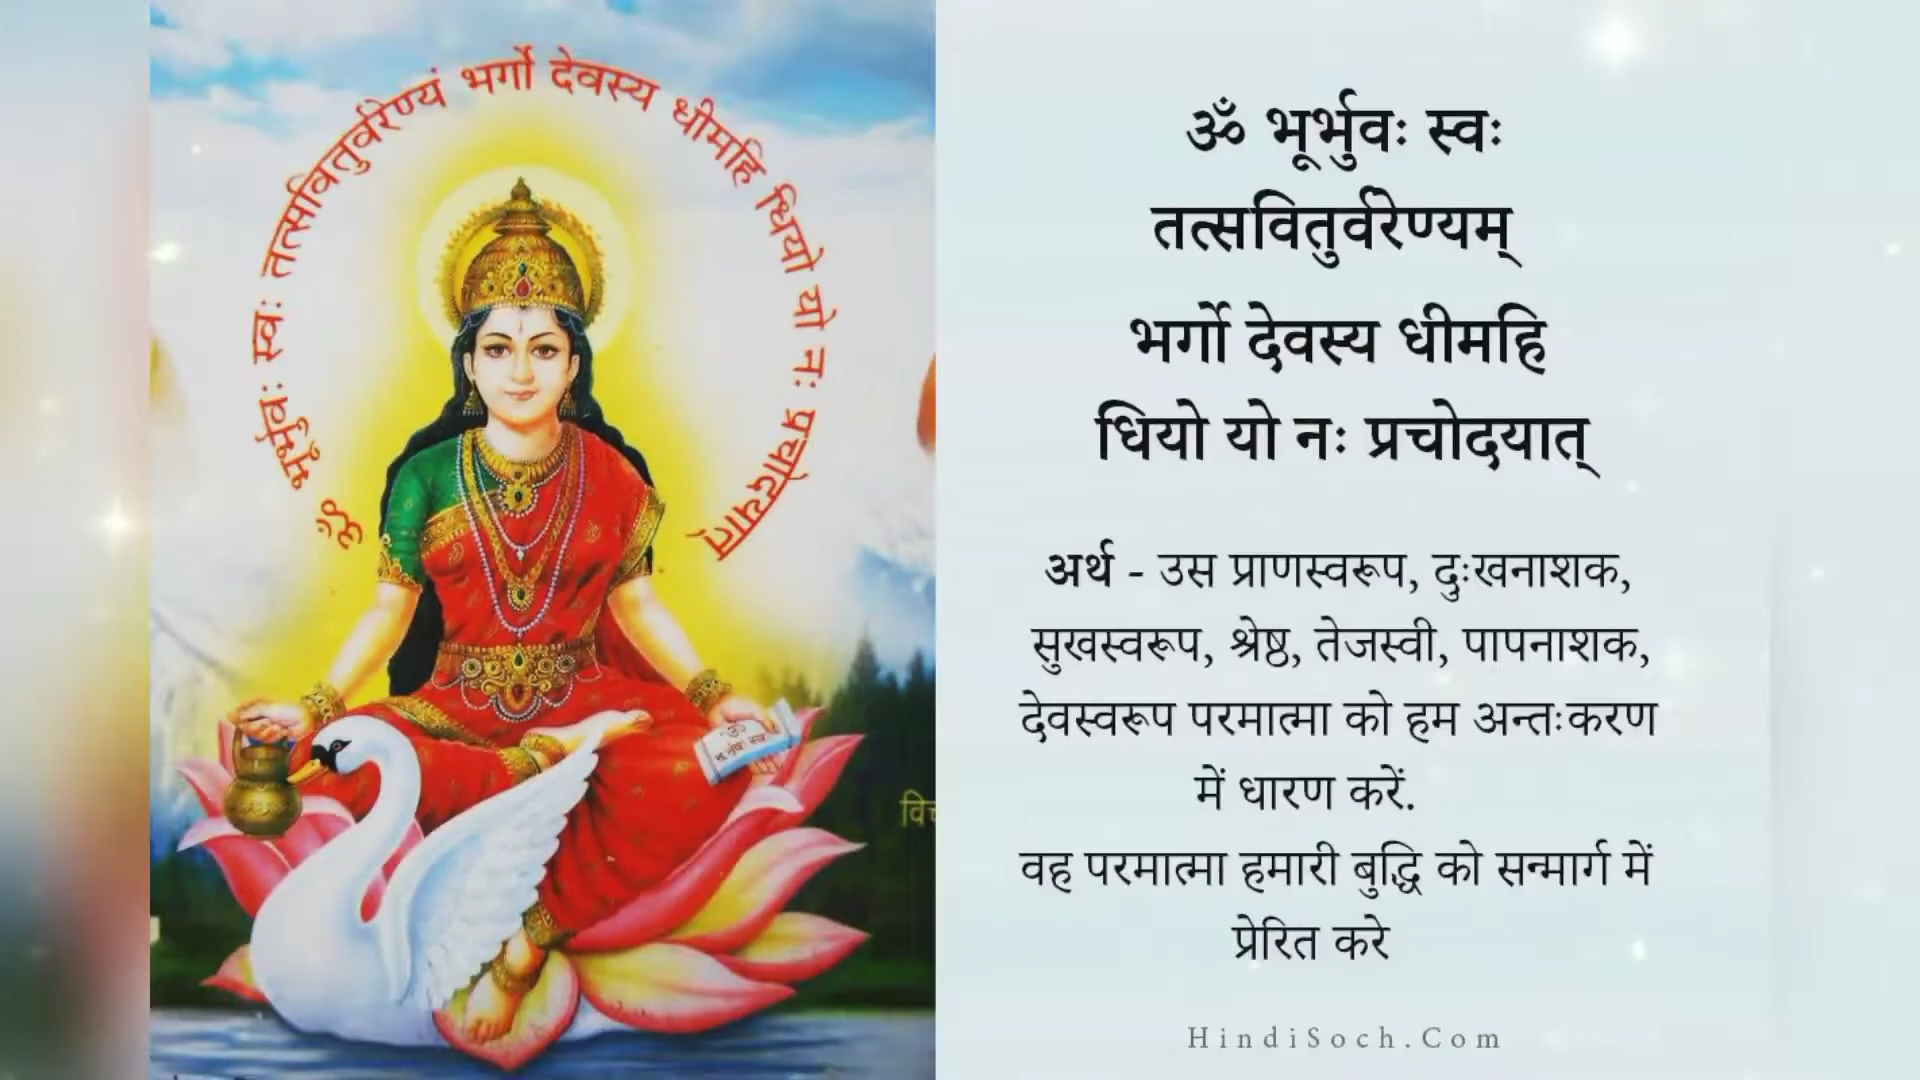 ॐ भूर्भुवः स्वः तत्सवितुर्वरेण्यं भर्गो देवस्य धीमहि धियो यो नः प्रचोदयात्
ॐ
विच
ॐ भूर्भुवः स्वः
तत्सवितुर्वरेण्यम्
भर्गो देवस्य धीमहि
धियो यो नः प्रचोदयात्
अर्थ - उस प्राणस्वरूप, दुःखनाशक,
सुखस्वरूप, श्रेष्ठ, तेजस्वी, पापनाशक,
देवस्वरूप परमात्मा को हम अन्तःकरण
में धारण करें.
वह परमात्मा हमारी बुद्धि को सन्मार्ग में
प्रेरित करे
HindiSoch.Com